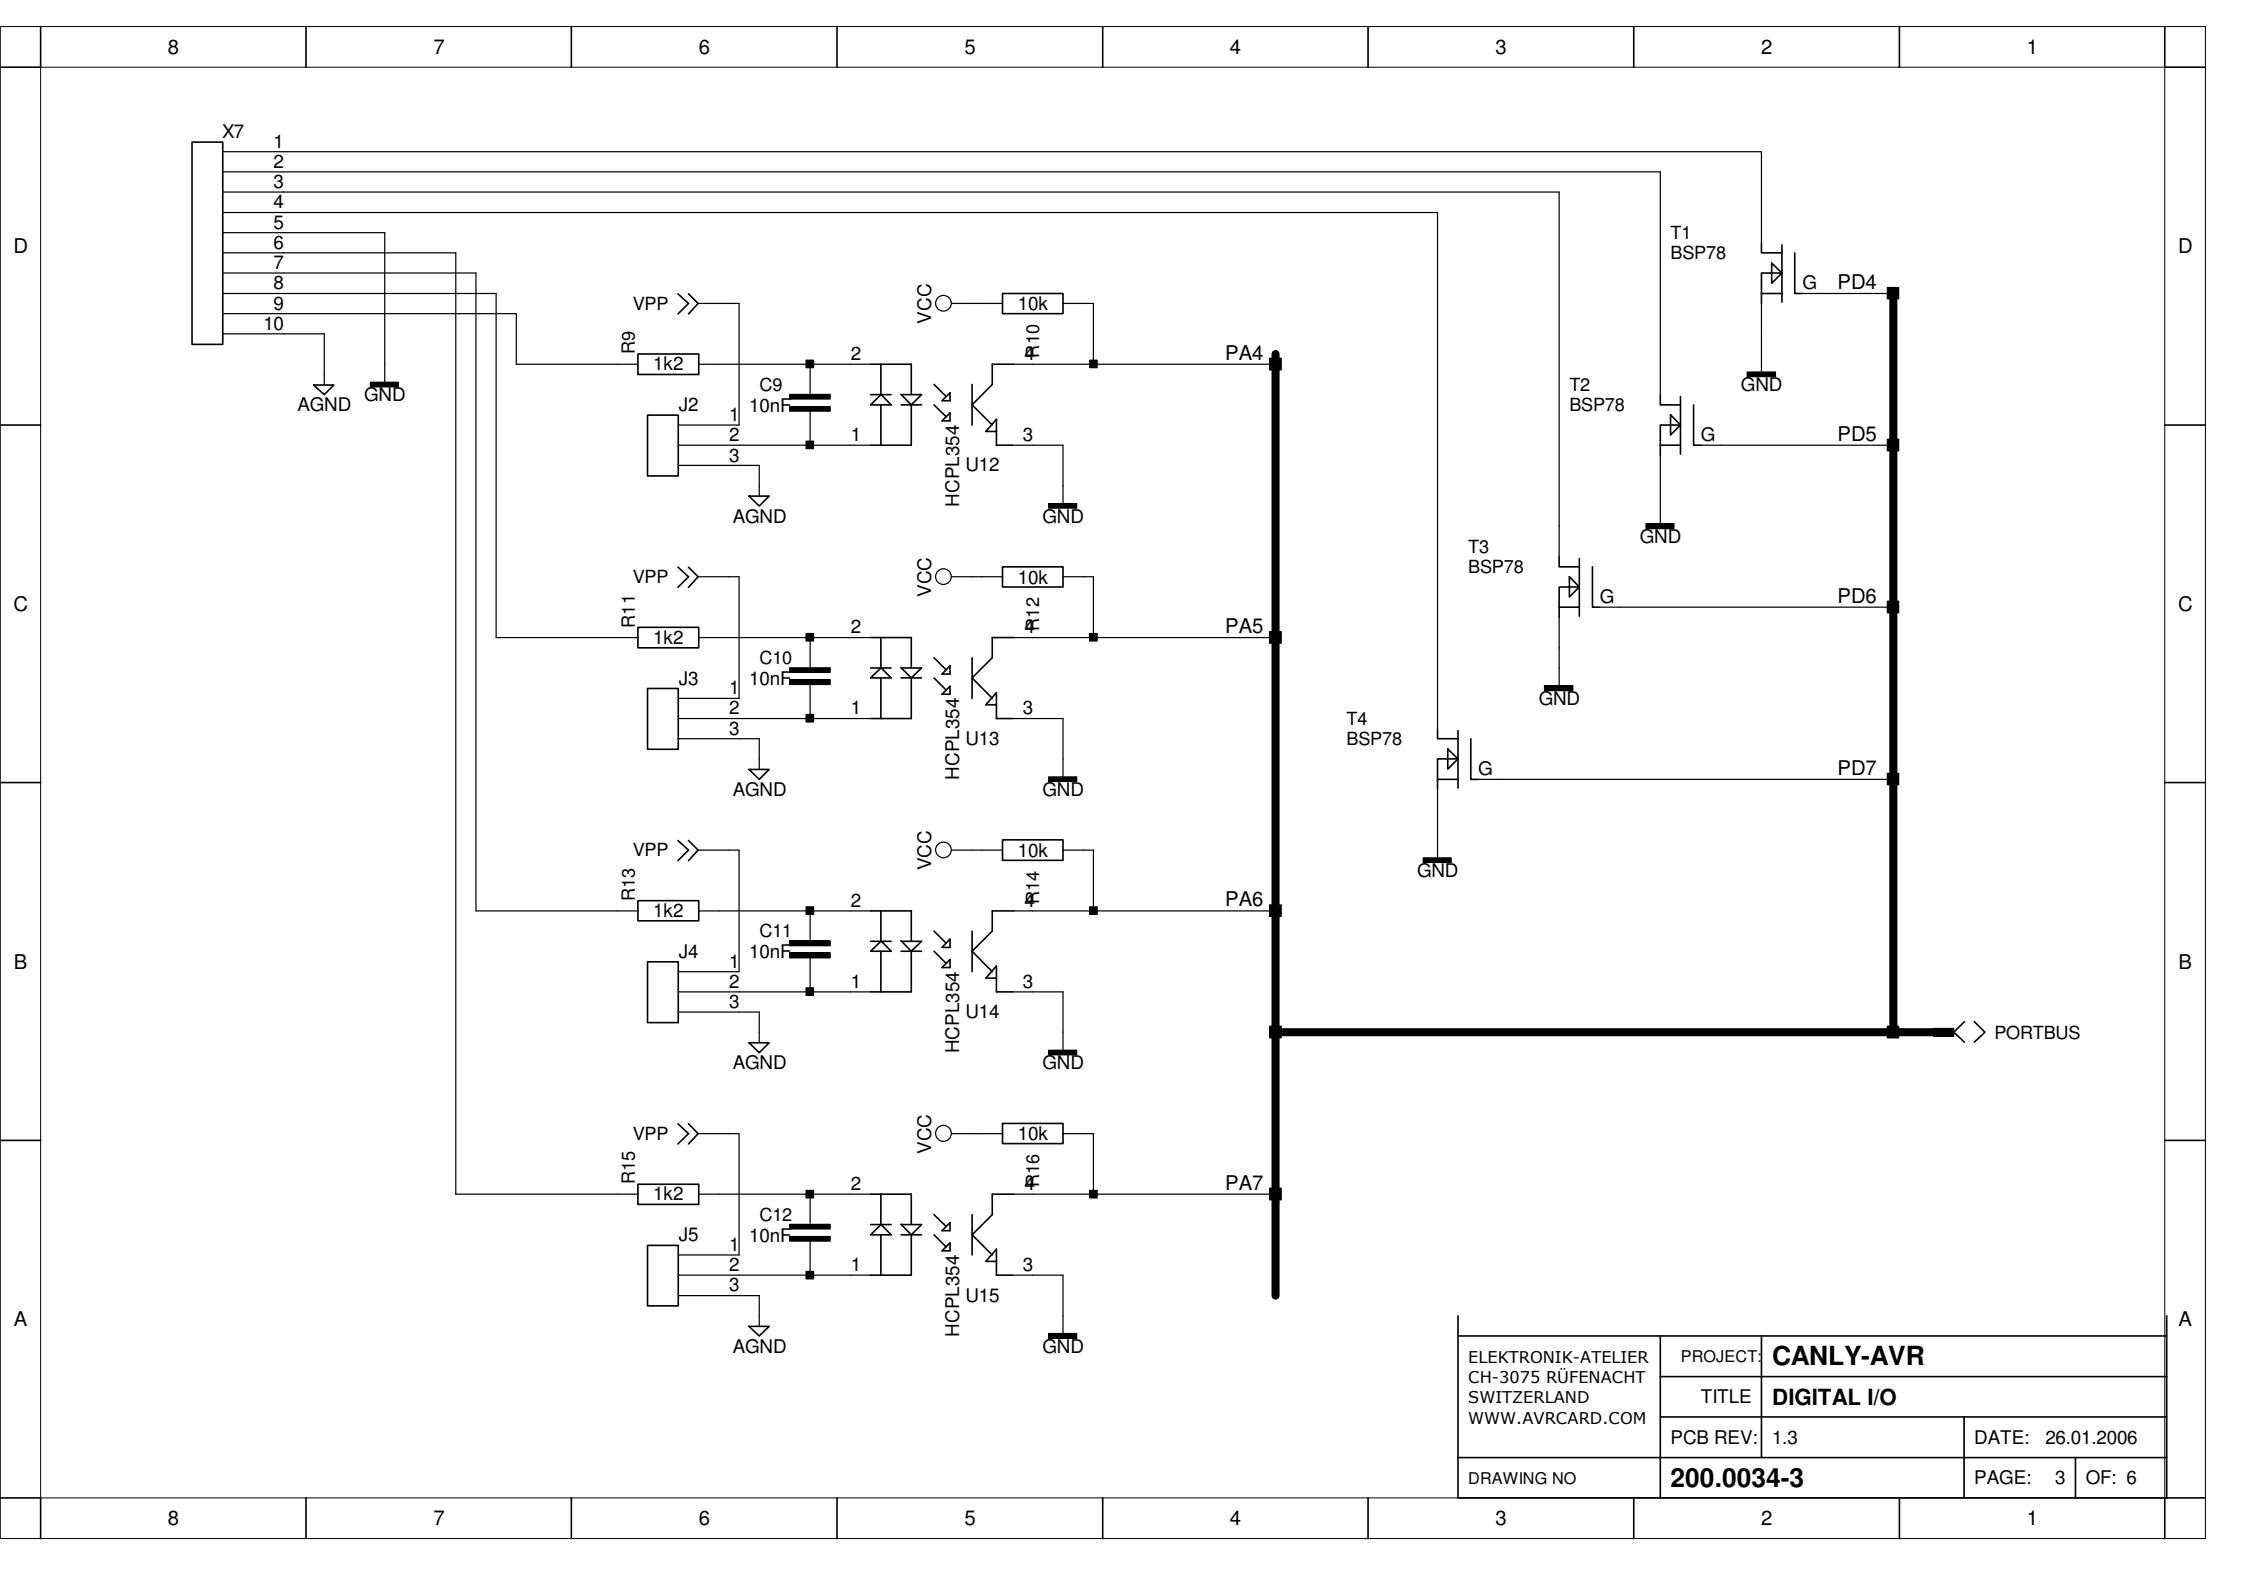 8 7 6 5 4 3 2 1
X7
1
2
3
4
5
6
7
8
9
10
AGND
GND
D
D
C
C
B
B
A
A
VPP
R9
1k2
J2
1
2
3
AGND
C9
10nF
2
1
VCC
10k
R10
4
HCPL354
U12
3
GND
PA4
VPP
R11
1k2
J3
1
2
3
AGND
C10
10nF
2
1
VCC
10k
R12
4
HCPL354
U13
3
GND
PA5
VPP
R13
1k2
J4
1
2
3
AGND
C11
10nF
2
1
VCC
10k
R14
4
HCPL354
U14
3
GND
PA6
VPP
R15
1k2
J5
1
2
3
AGND
C12
10nF
2
1
VCC
10k
R16
4
HCPL354
U15
3
GND
PA7
T1
BSP78
G
PD4
GND
T2
BSP78
G
PD5
GND
T3
BSP78
G
PD6
GND
T4
BSP78
G
PD7
GND
PORTBUS
ELEKTRONIK-ATELIER
CH-3075 RÜFENACHT
SWITZERLAND
WWW.AVRCARD.COM
PROJECT: CANLY-AVR
TITLE DIGITAL I/O
PCB REV: 1.3
DATE: 26.01.2006
DRAWING NO 200.0034-3
PAGE: 3 OF: 6
8 7 6 5 4 3 2 1